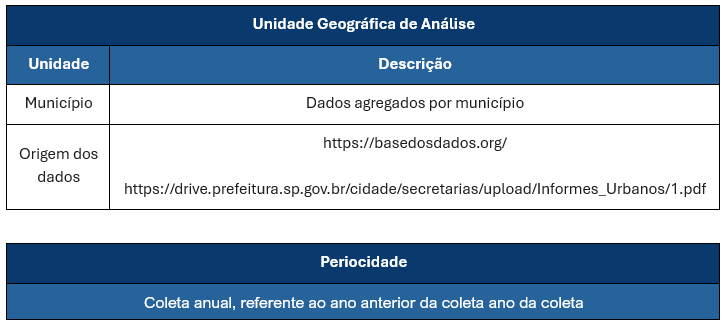 Unidade Geográfica de Análise
Unidade Descrição
Município Dados agregados por município
Origem dos
dados
https://basedosdados.org/
https://drive.prefeitura.sp.gov.br/cidade/secretarias/upload/Informes_Urbanos/1.pdf
Periocidade
Coleta anual, referente ao ano anterior da coleta ano da coleta